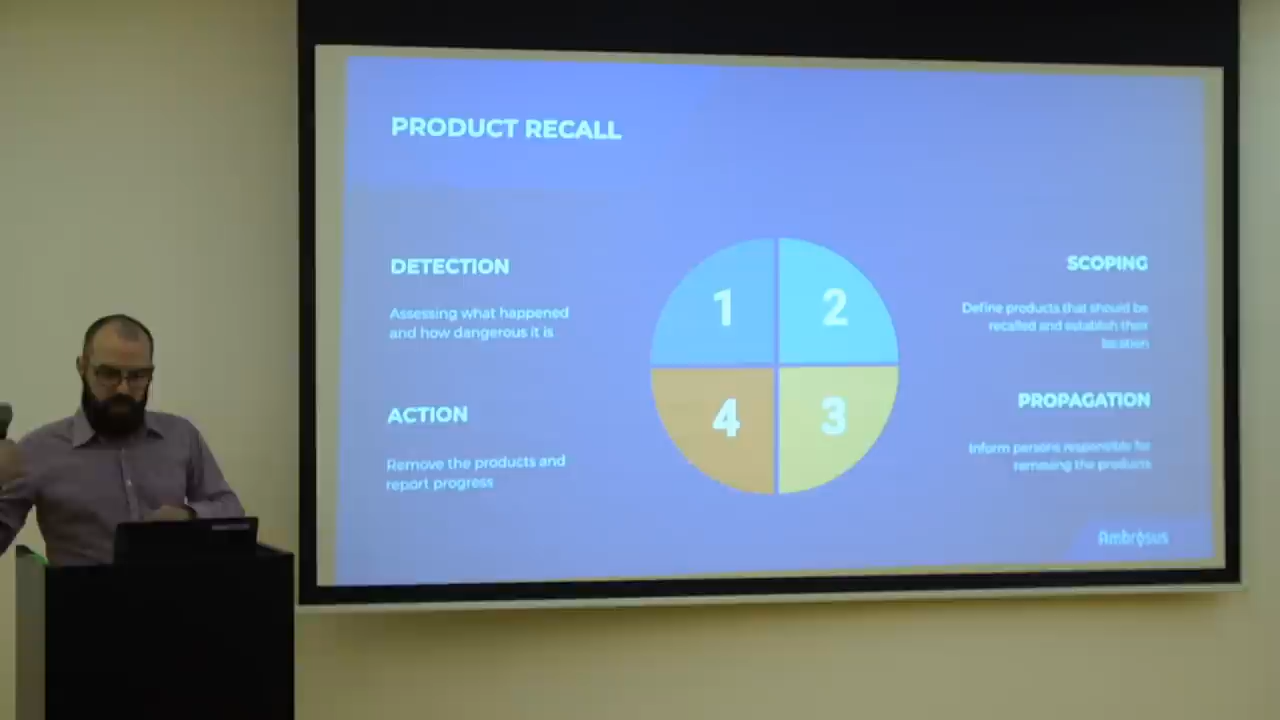 PRODUCT RECALL
DETECTION
Assessing what happened
and how dangerous it is
1
2
SCOPING
Define products that should be
recalled and establish their
location
ACTION
Remove the products and
report progress
4
3
PROPAGATION
Inform persons responsible for
removing the products
Ambrosus